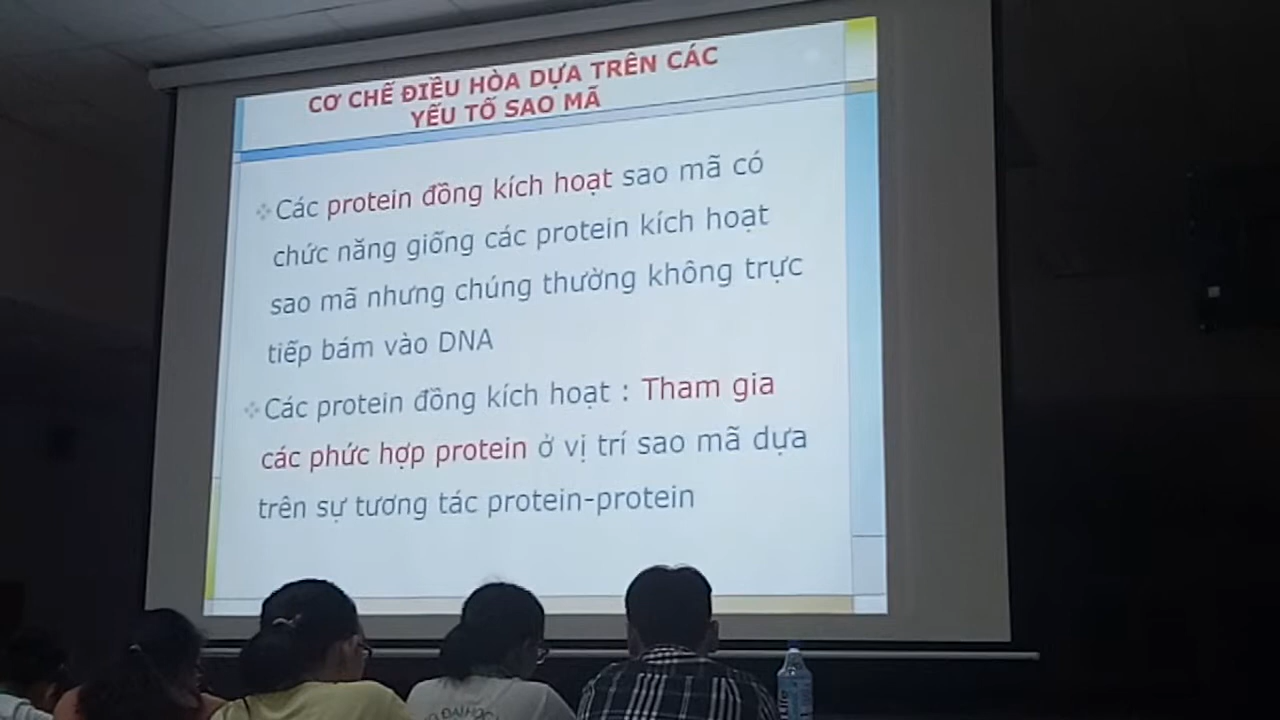 CƠ CHẾ ĐIỀU HÒA DỰA TRÊN CÁC
YẾU TỐ SAO MÃ
Các protein đồng kích hoạt sao mã có
chức năng giống các protein kích hoạt
sao mã nhưng chúng thường không trực
tiếp bám vào DNA
Các protein đồng kích hoạt : Tham gia
các phức hợp protein ở vị trí sao mã dựa
trên sự tương tác protein-protein
ĐẠI HỌC